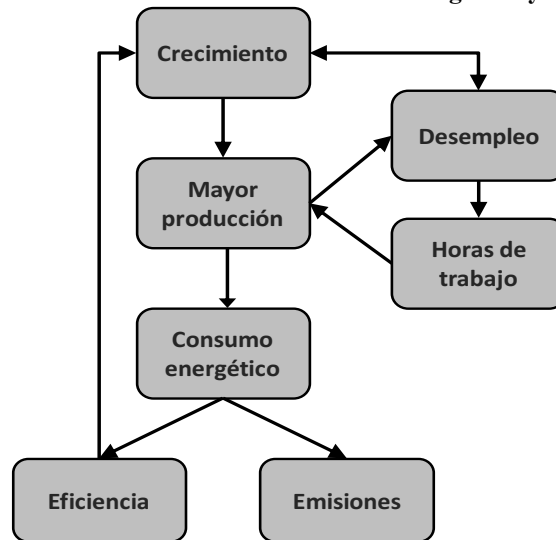 Crecimiento
Desempleo
Mayor
producción
Horas de
trabajo
Consumo
energético
Eficiencia
Emisiones